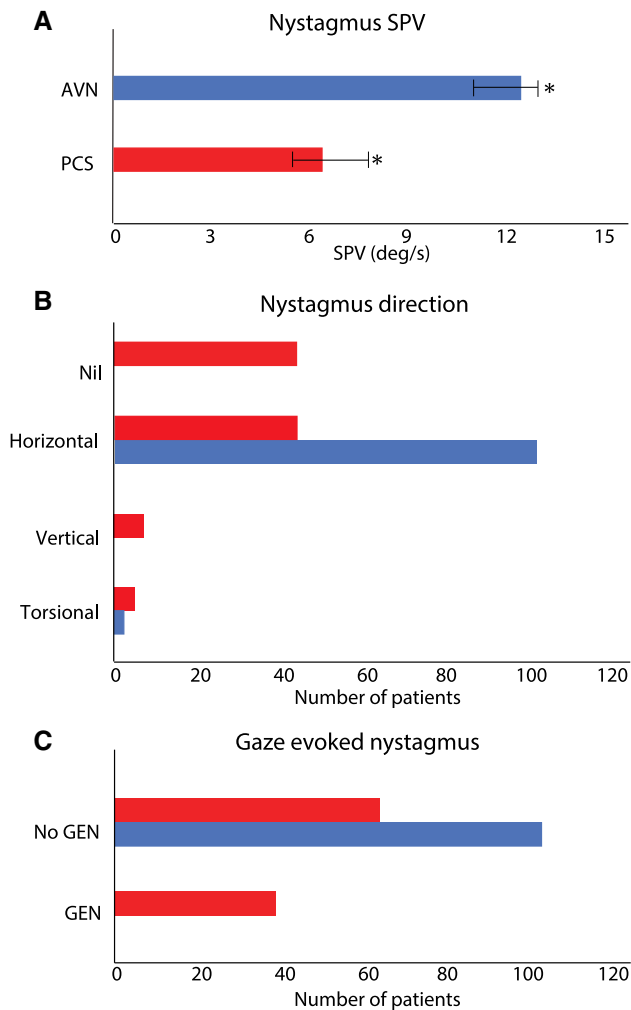 A
Nystagmus SPV
AVN
*
PCS
*
0 3 6 9 12 15
SPV (deg/s)
B
Nystagmus direction
Nil
Horizontal
Vertical
Torsional
0 20 40 60 80 100 120
Number of patients
C
Gaze evoked nystagmus
No GEN
GEN
0 20 40 60 80 100 120
Number of patients